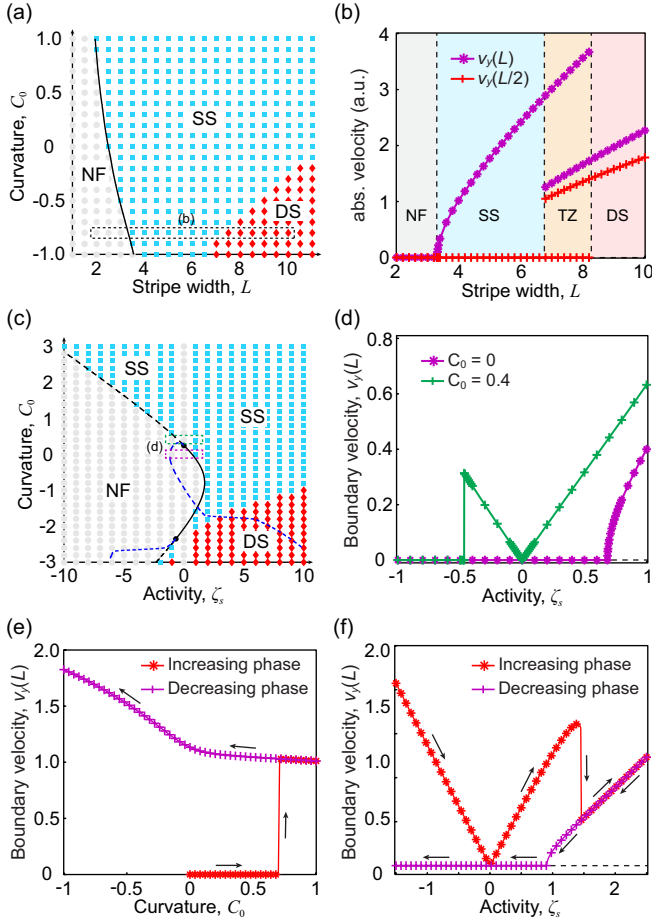 (a)
1.0
0.5
0
-0.5
-1.0
Curvature, C₀
NF
SS
DS
(b)
2
4
6
8
10
Stripe width, L
(b)
4
3
2
1
0
abs. velocity (a.u.)
vᵧ(L)
vᵧ(L/2)
NF
SS
TZ
DS
2
4
6
8
10
Stripe width, L
(c)
3
2
1
0
-1
-2
-3
Curvature, C₀
SS
SS
(d)
NF
DS
-10
-5
0
5
10
Activity, ζₛ
(d)
0.8
0.6
0.4
0.2
0
Boundary velocity, vᵧ(L)
C₀ = 0
C₀ = 0.4
-1
-0.5
0
0.5
1
Activity, ζₛ
(e)
2.0
1.5
1.0
0.5
0
Boundary velocity, vᵧ(L)
Increasing phase
Decreasing phase
-1
-0.5
0
0.5
1
Curvature, C₀
(f)
2.0
1.5
1.0
0.5
0
Boundary velocity, vᵧ(L)
Increasing phase
Decreasing phase
-1
0
1
2
Activity, ζₛ